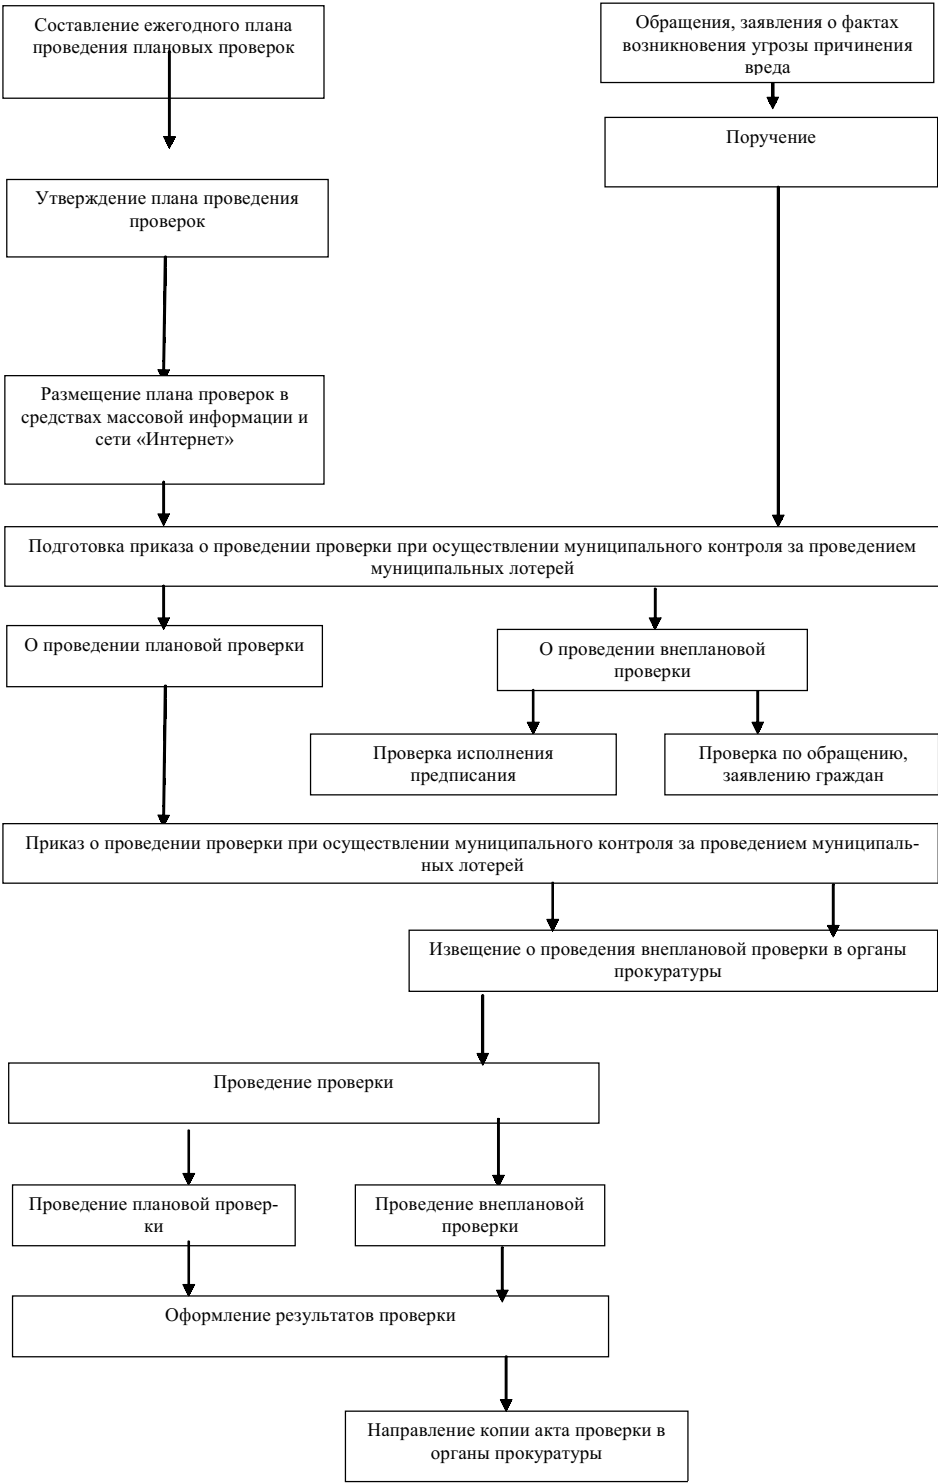 Составление ежегодного плана
проведения плановых проверок
Обращения, заявления о фактах
возникновения угрозы причинения
вреда
Поручение
Утверждение плана проведения
проверок
Размещение плана проверок в
средствах массовой информации и
сети «Интернет»
Подготовка приказа о проведении проверки при осуществлении муниципального контроля за проведением
муниципальных лотерей
О проведении плановой проверки
О проведении внеплановой
проверки
Проверка исполнения
предписания
Проверка по обращению,
заявлению граждан
Приказ о проведении проверки при осуществлении муниципального контроля за проведением муниципаль-
ных лотерей
Извещение о проведения внеплановой проверки в органы
прокуратуры
Проведение проверки
Проведение плановой провер-
ки
Проведение внеплановой
проверки
Оформление результатов проверки
Направление копии акта проверки в
органы прокуратуры